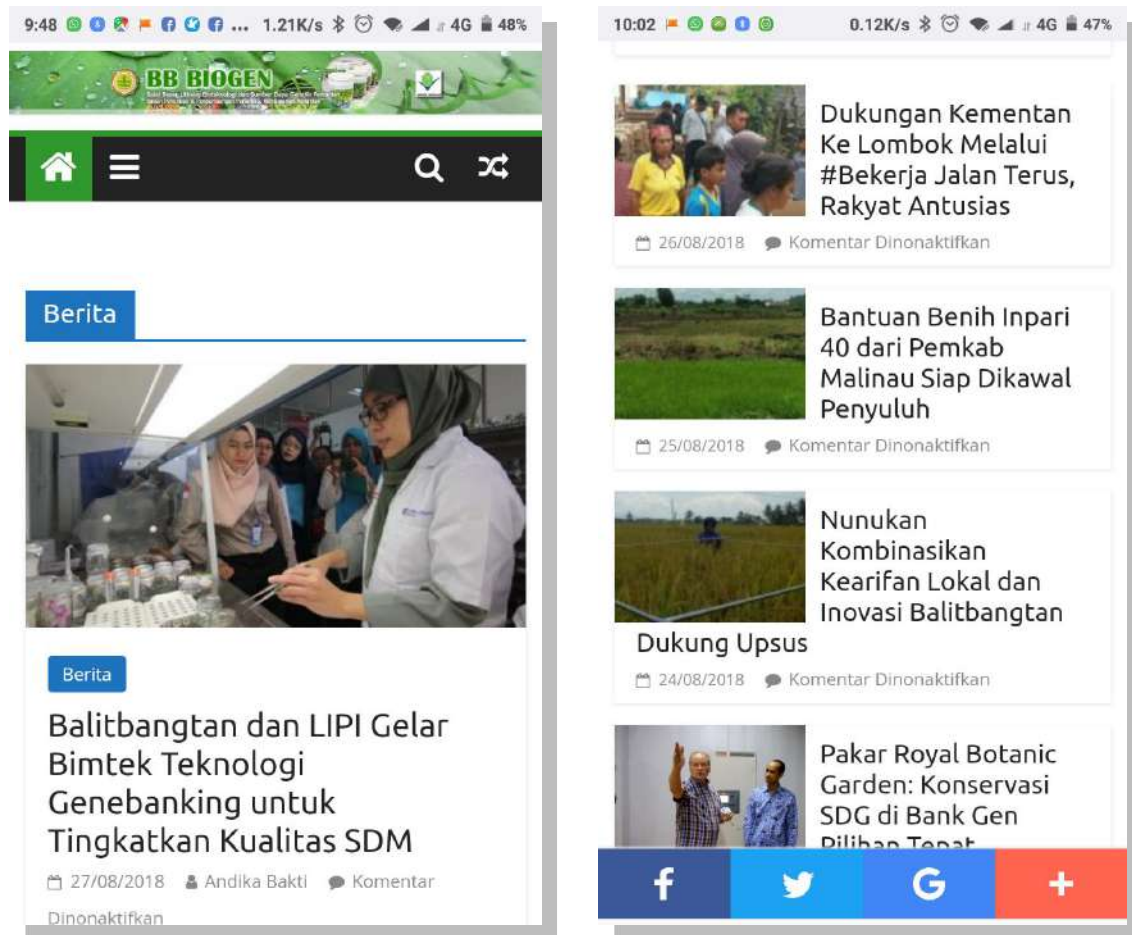 9:48 ... 1.21K/s 4G 48%
BB BIOGEN
Berita
Berita
Balitbangtan dan LIPI Gelar
Bimtek Teknologi
Genebanking untuk
Tingkatkan Kualitas SDM
27/08/2018 Andika Bakti Komentar
Dinonaktifkan
10:02 0.12K/s 4G 47%
Dukungan Kementan
Ke Lombok Melalui
#Bekerja Jalan Terus,
Rakyat Antusias
26/08/2018 Komentar Dinonaktifkan
Bantuan Benih Inpari
40 dari Pemkab
Malinau Siap Dikawal
Penyuluh
25/08/2018 Komentar Dinonaktifkan
Nunukan
Kombinasikan
Kearifan Lokal dan
Inovasi Balitbangtan
Dukung Upsus
24/08/2018 Komentar Dinonaktifkan
Pakar Royal Botanic
Garden: Konservasi
SDG di Bank Gen
Pilihan Tepat